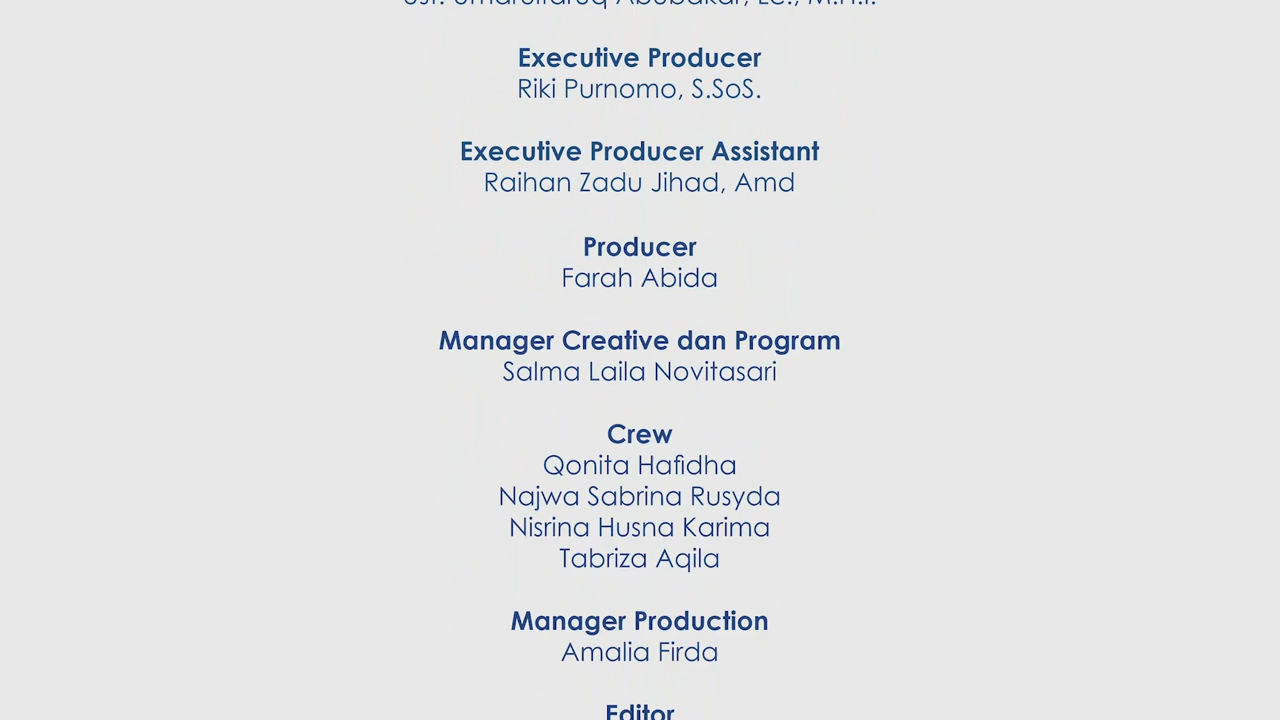 Executive Producer
Riki Purnomo, S.SoS.
Executive Producer Assistant
Raihan Zadu Jihad, Amd
Producer
Farah Abida
Manager Creative dan Program
Salma Laila Novitasari
Crew
Qonita Hafidha
Najwa Sabrina Rusyda
Nisrina Husna Karima
Tabriza Aqila
Manager Production
Amalia Firda
Editor